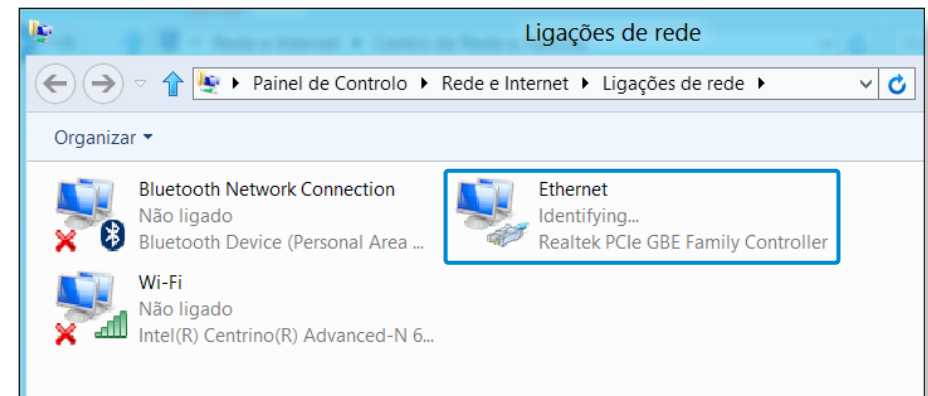 Ligações de rede
Painel de Controlo Rede e Internet Ligações de rede
Organizar
Bluetooth Network Connection
Não ligado
Bluetooth Device (Personal Area ...
Ethernet
Identifying...
Realtek PCIe GBE Family Controller
Wi-Fi
Não ligado
Intel(R) Centrino(R) Advanced-N 6...